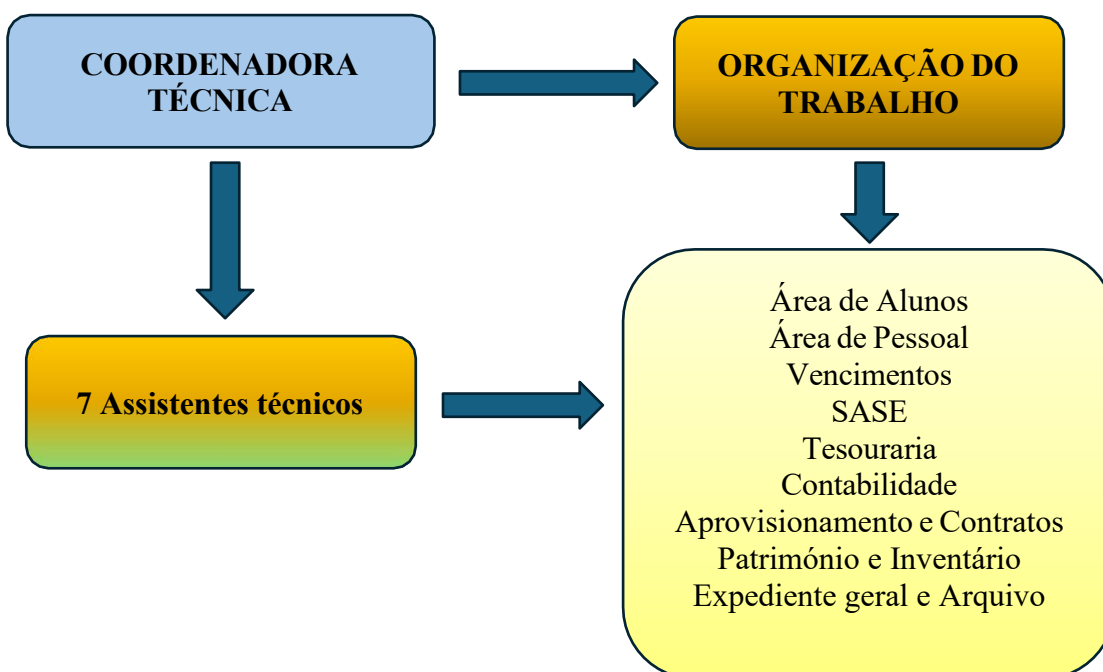 COORDENADORA
TÉCNICA
ORGANIZAÇÃO DO
TRABALHO
7 Assistentes técnicos
Área de Alunos
Área de Pessoal
Vencimentos
SASE
Tesouraria
Contabilidade
Aprovisionamento e Contratos
Património e Inventário
Expediente geral e Arquivo